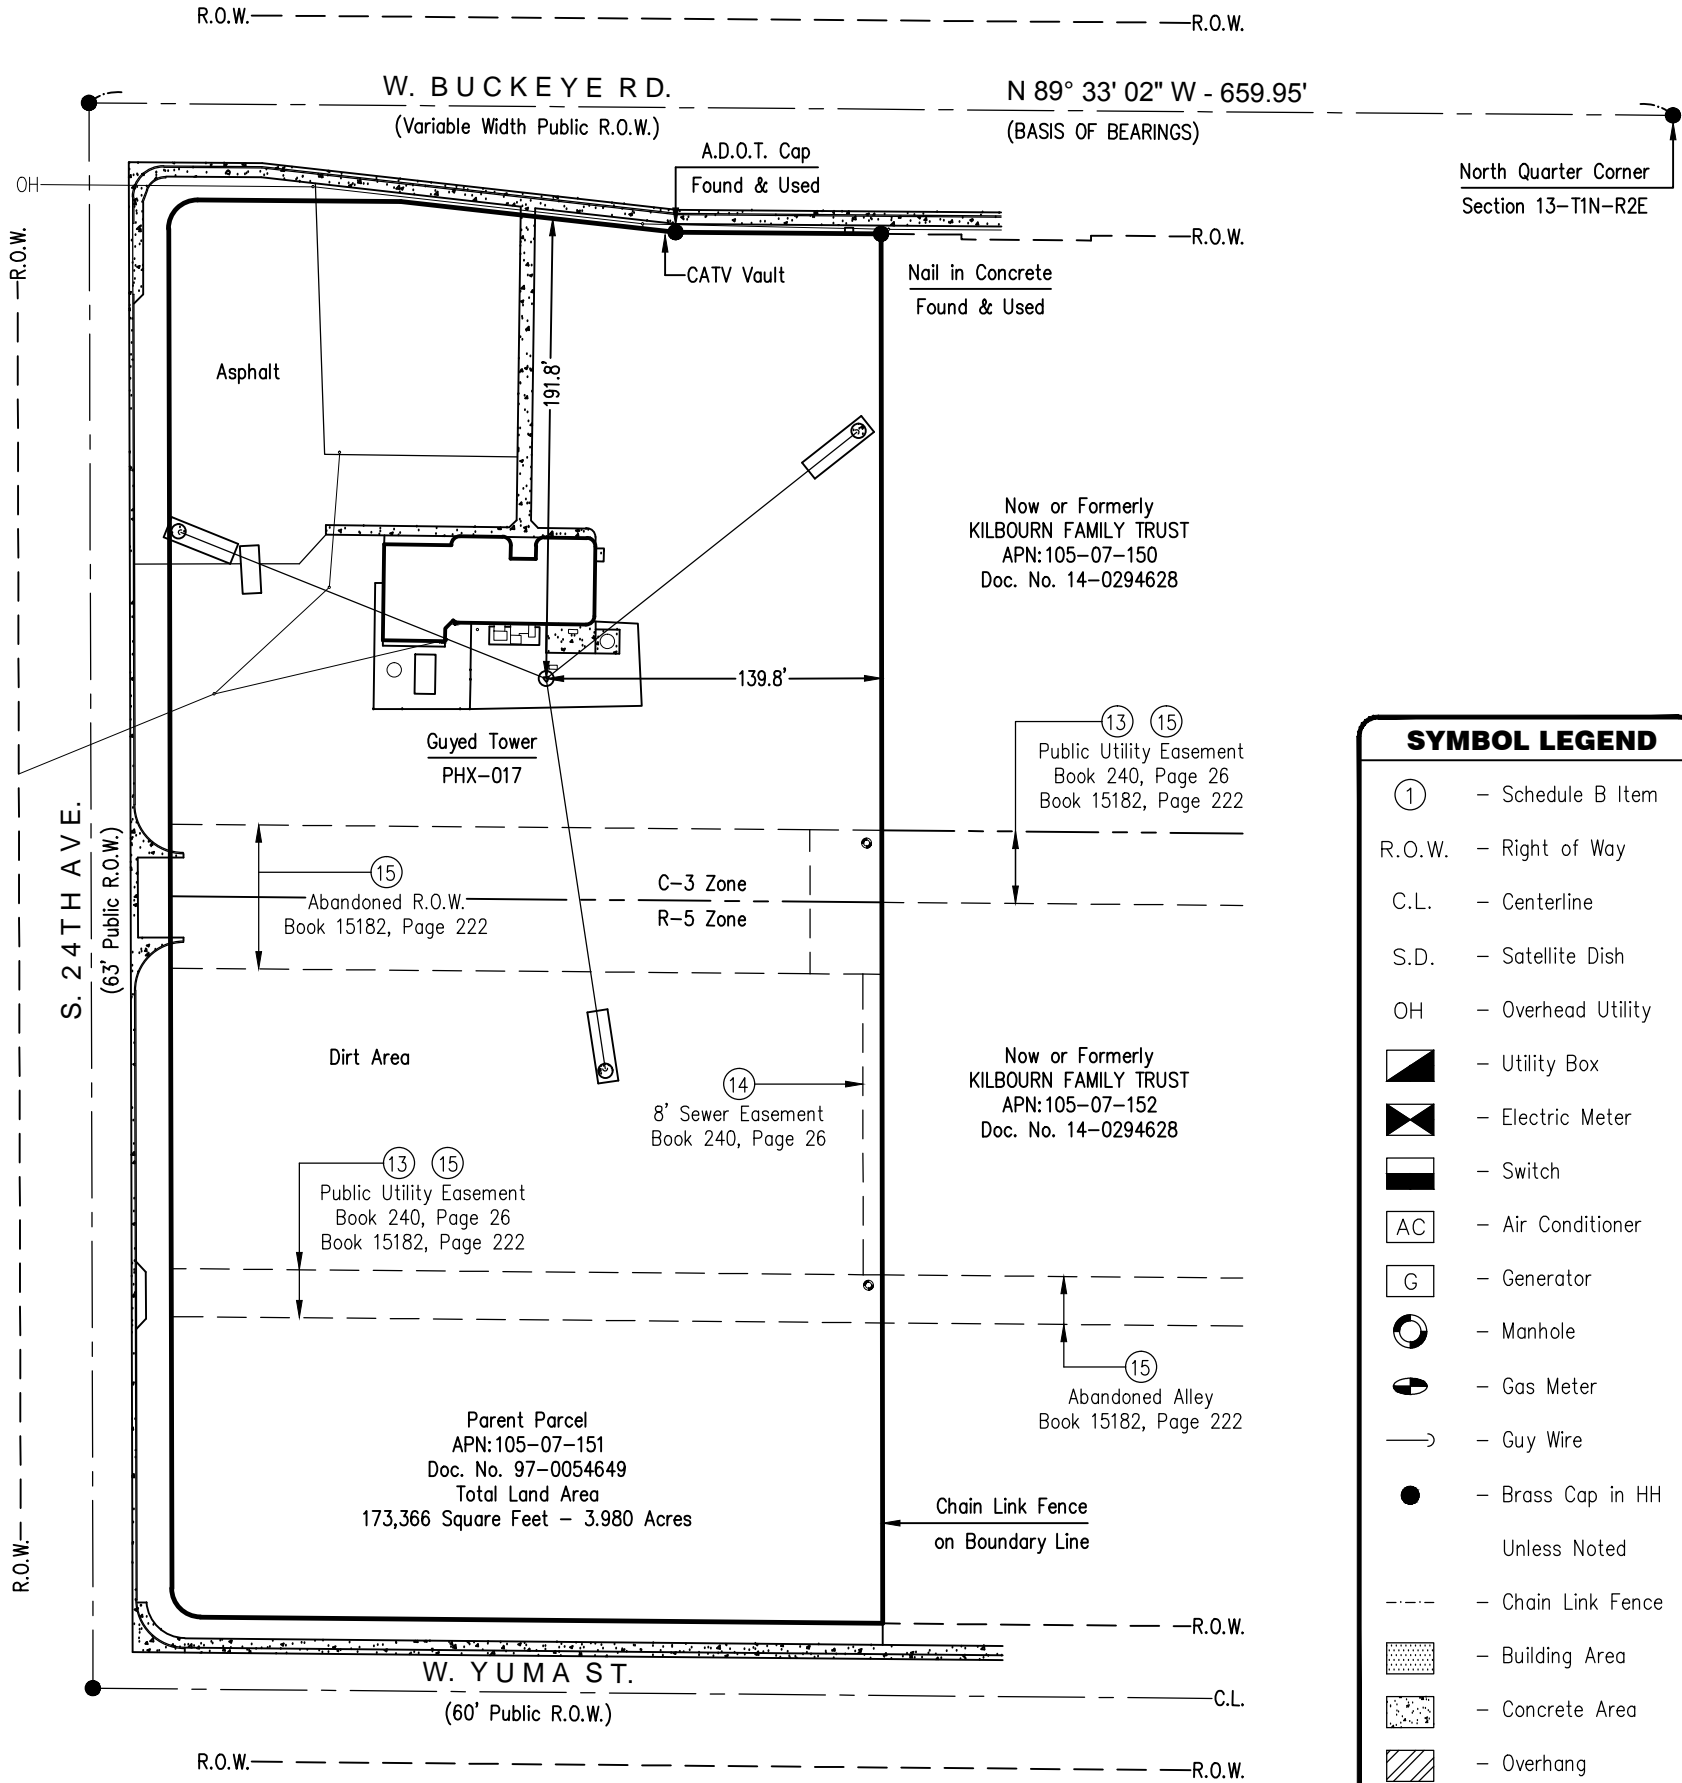 R.O.W.
R.O.W.
W. BUCKEYE RD.
(Variable Width Public R.O.W.)
N 89° 33' 02" W - 659.95'
(BASIS OF BEARINGS)
A.D.O.T. Cap
Found & Used
North Quarter Corner
Section 13-T1N-R2E
OH
R.O.W.
R.O.W.
CATV Vault
Nail in Concrete
Found & Used
Asphalt
191.8'
Now or Formerly
KILBOURN FAMILY TRUST
APN:105-07-150
Doc. No. 14-0294628
139.8'
Guyed Tower
PHX-017
13 15
Public Utility Easement
Book 240, Page 26
Book 15182, Page 222
S. 24TH AVE.
(63' Public R.O.W.)
15
Abandoned R.O.W.
Book 15182, Page 222
C-3 Zone
R-5 Zone
Dirt Area
14
8' Sewer Easement
Book 240, Page 26
Now or Formerly
KILBOURN FAMILY TRUST
APN:105-07-152
Doc. No. 14-0294628
13 15
Public Utility Easement
Book 240, Page 26
Book 15182, Page 222
15
Abandoned Alley
Book 15182, Page 222
Parent Parcel
APN:105-07-151
Doc. No. 97-0054649
Total Land Area
173,366 Square Feet - 3.980 Acres
Chain Link Fence
on Boundary Line
R.O.W.
R.O.W.
W. YUMA ST.
(60' Public R.O.W.)
C.L.
R.O.W.
R.O.W.
SYMBOL LEGEND
1 - Schedule B Item
R.O.W. - Right of Way
C.L. - Centerline
S.D. - Satellite Dish
OH - Overhead Utility
- Utility Box
- Electric Meter
- Switch
AC - Air Conditioner
G - Generator
- Manhole
- Gas Meter
- Guy Wire
- Brass Cap in HH
Unless Noted
- Chain Link Fence
- Building Area
- Concrete Area
- Overhang